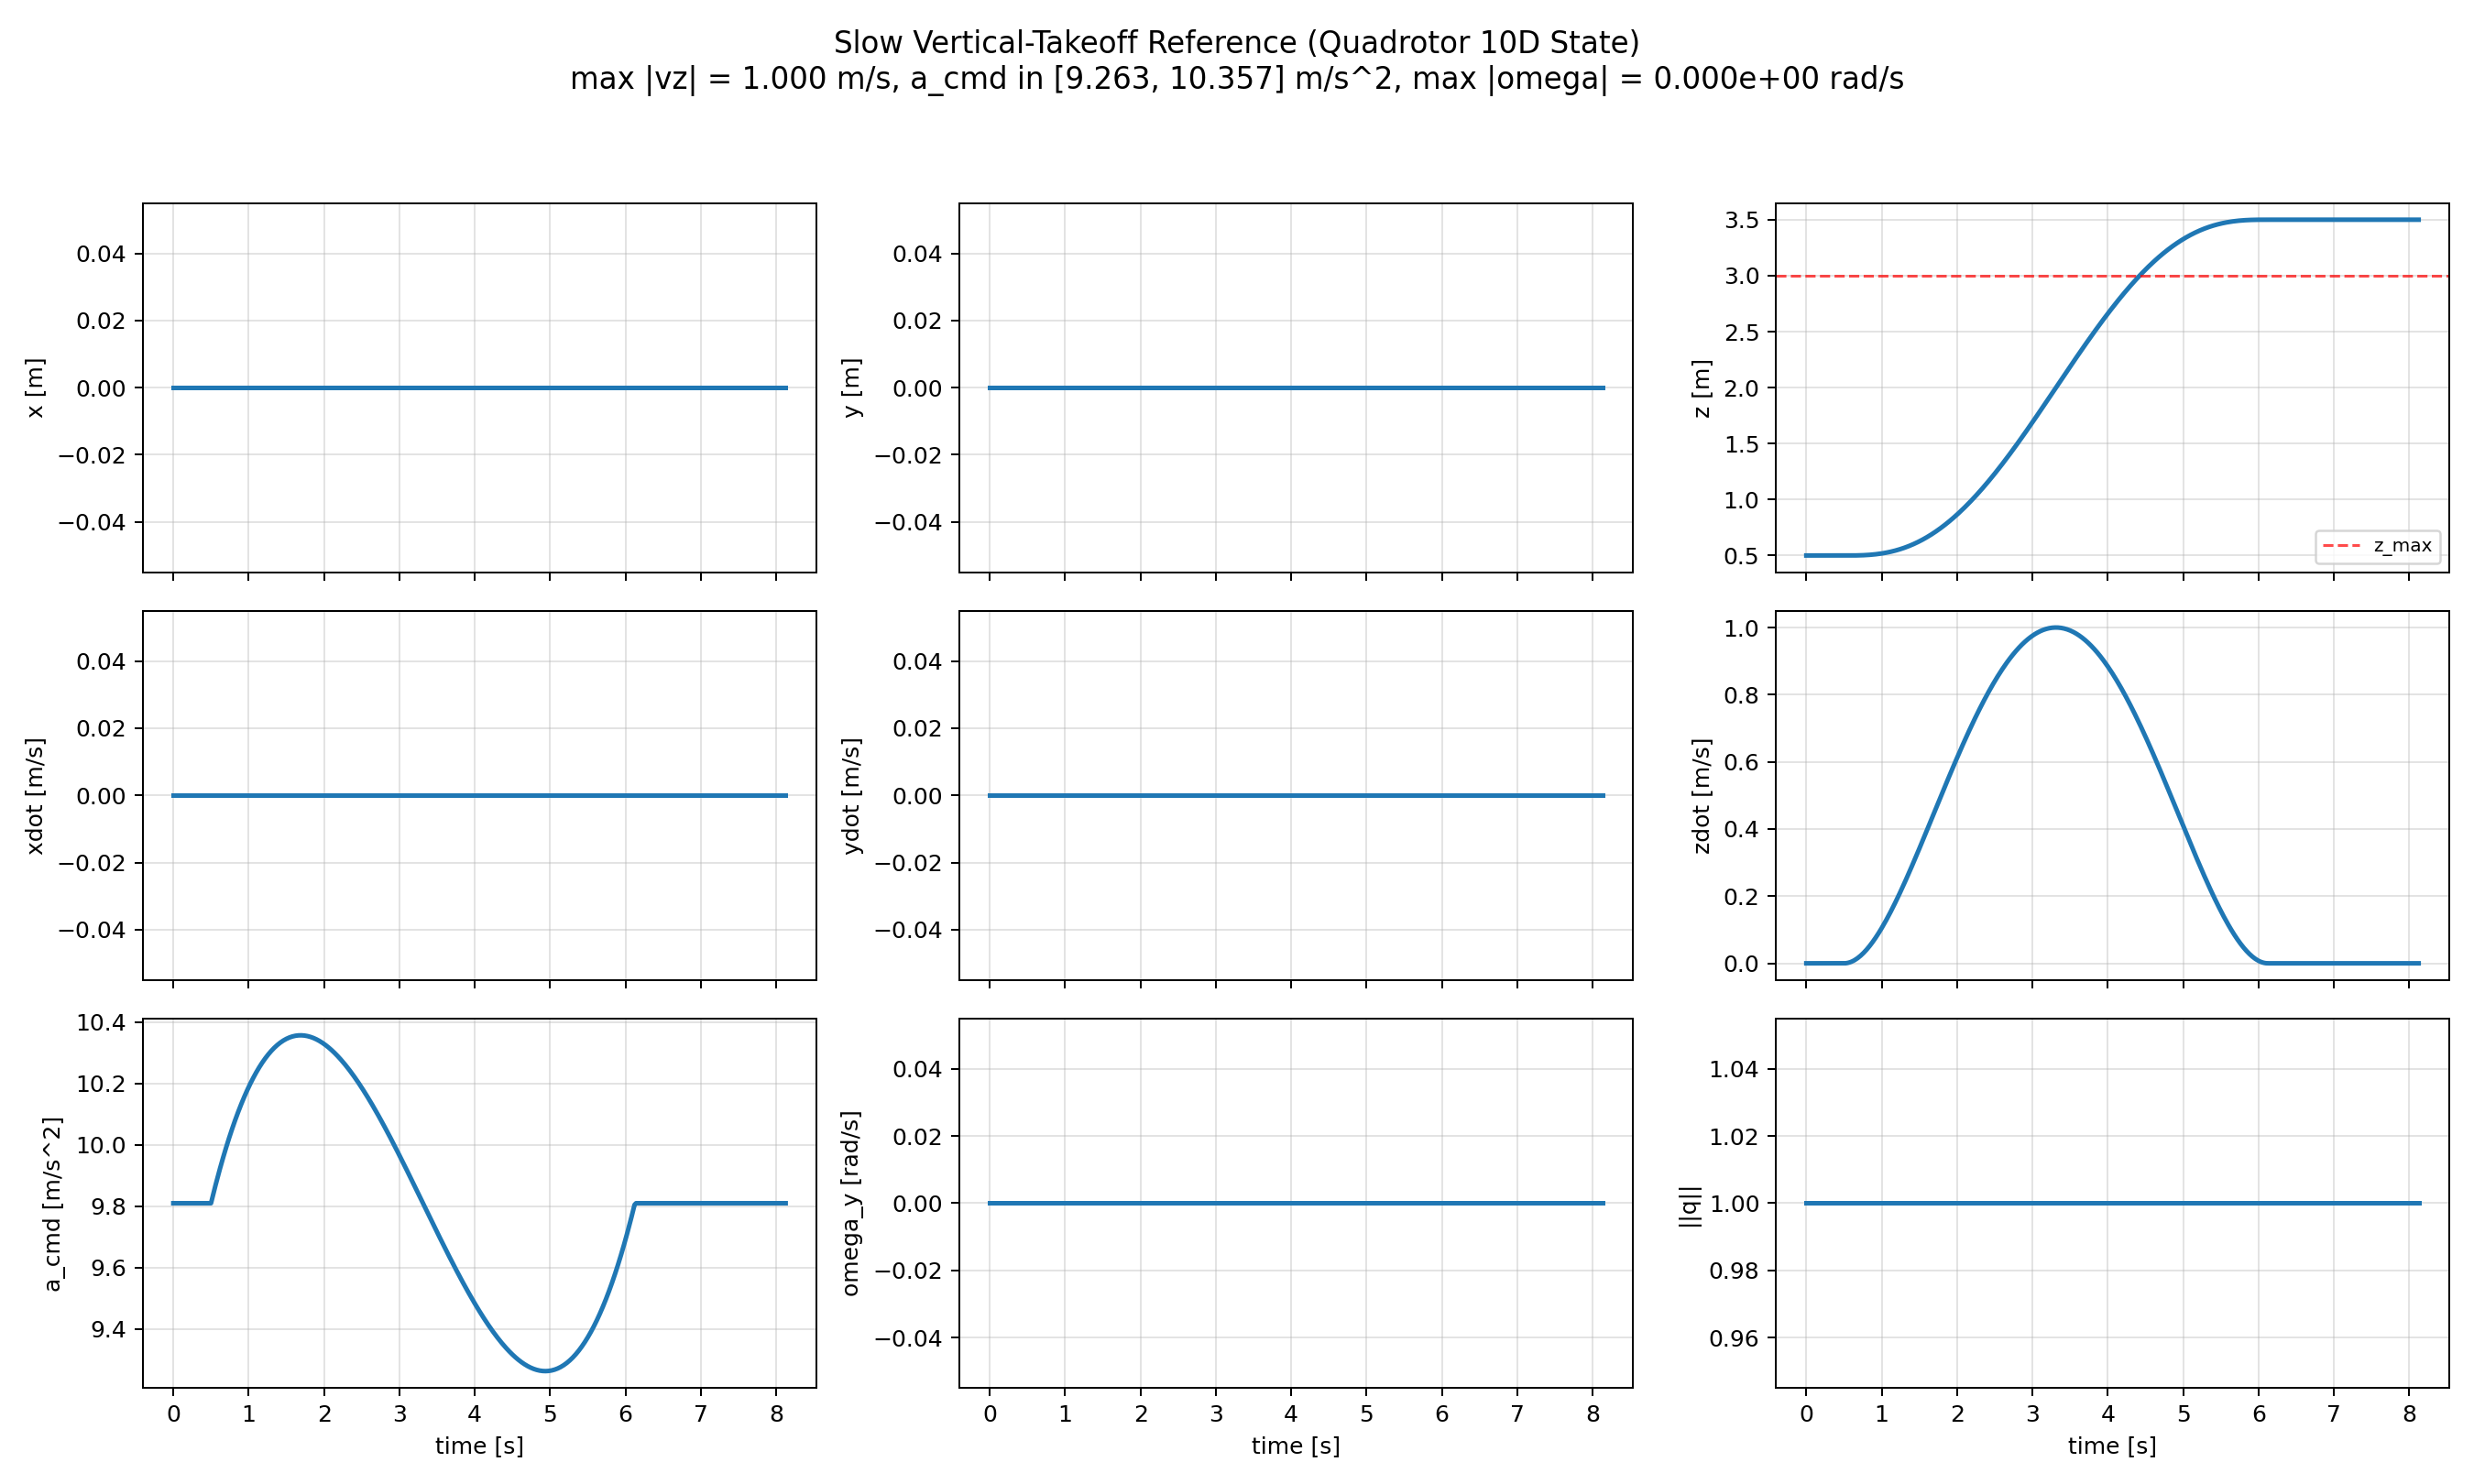 Slow Vertical-Takeoff Reference (Quadrotor 10D State)
max |vz| = 1.000 m/s, a_cmd in [9.263, 10.357] m/s^2, max |omega| = 0.000e+00 rad/s
x [m]
0.04
0.02
0.00
−0.02
−0.04
y [m]
0.04
0.02
0.00
−0.02
−0.04
z [m]
3.5
3.0
2.5
2.0
1.5
1.0
0.5
z_max
xdot [m/s]
0.04
0.02
0.00
−0.02
−0.04
ydot [m/s]
0.04
0.02
0.00
−0.02
−0.04
zdot [m/s]
1.0
0.8
0.6
0.4
0.2
0.0
a_cmd [m/s^2]
10.4
10.2
10.0
9.8
9.6
9.4
0 1 2 3 4 5 6 7 8
time [s]
omega_y [rad/s]
0.04
0.02
0.00
−0.02
−0.04
0 1 2 3 4 5 6 7 8
time [s]
||q||
1.04
1.02
1.00
0.98
0.96
0 1 2 3 4 5 6 7 8
time [s]